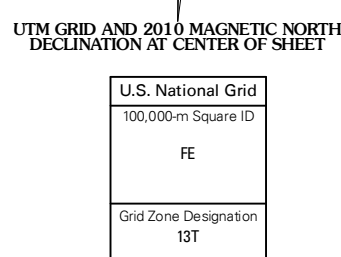 UTM GRID AND 2010 MAGNETIC NORTH
DECLINATION AT CENTER OF SHEET
U.S. National Grid
100,000-m Square ID
FE
Grid Zone Designation
13T